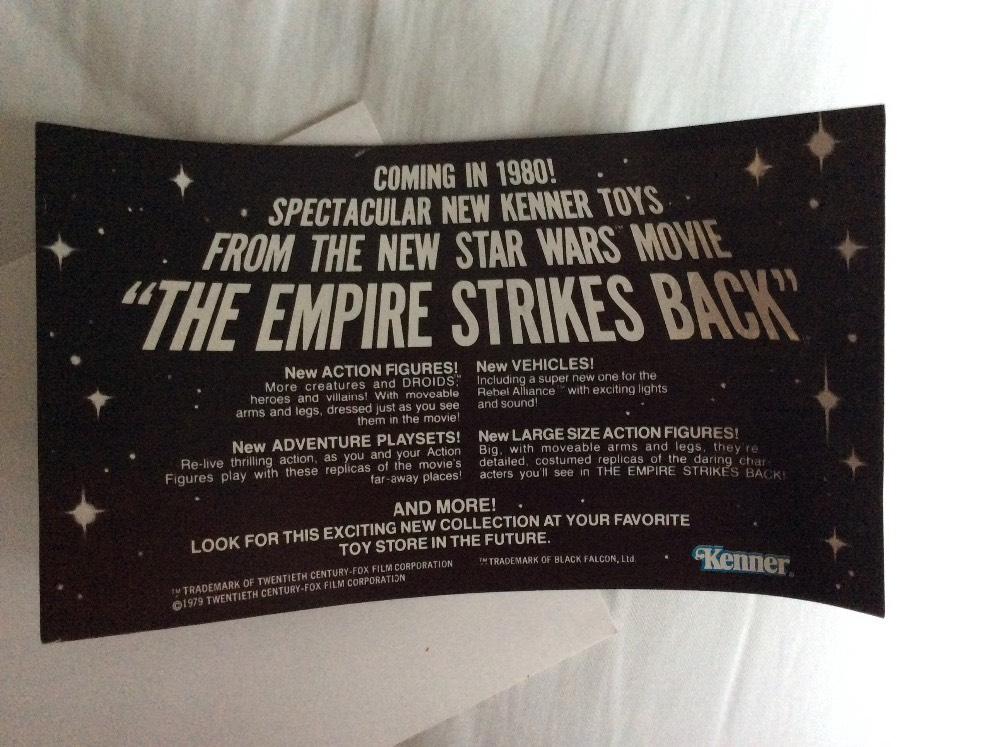 COMING IN 1980!
SPECTACULAR NEW KENNER TOYS
FROM THE NEW STAR WARS™ MOVIE
“THE EMPIRE STRIKES BACK”™
New ACTION FIGURES!
More creatures and DROIDS,™
heroes and villains! With moveable
arms and legs, dressed just as you see
them in the movie!
New VEHICLES!
Including a super new one for the
Rebel Alliance™ with exciting lights
and sound!
New ADVENTURE PLAYSETS!
Re-live thrilling action, as you and your Action
Figures play with these replicas of the movie's
far-away places!
New LARGE SIZE ACTION FIGURES!
Big, with moveable arms and legs, they're
detailed, costumed replicas of the daring char-
acters you'll see in THE EMPIRE STRIKES BACK!
AND MORE!
LOOK FOR THIS EXCITING NEW COLLECTION AT YOUR FAVORITE
TOY STORE IN THE FUTURE.
™TRADEMARK OF TWENTIETH CENTURY-FOX FILM CORPORATION
©1979 TWENTIETH CENTURY-FOX FILM CORPORATION
™TRADEMARK OF BLACK FALCON, Ltd.
Kenner®